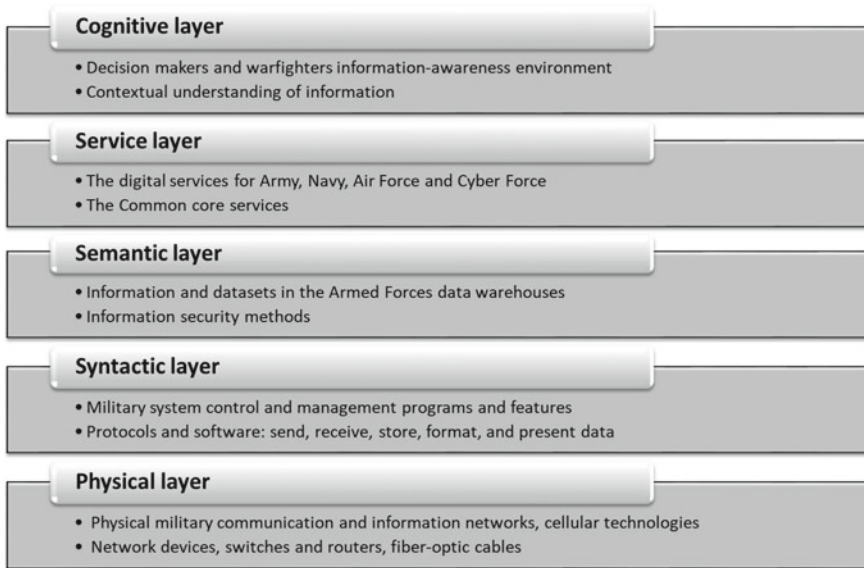 Cognitive layer
• Decision makers and warfighters information-awareness environment
• Contextual understanding of information
Service layer
• The digital services for Army, Navy, Air Force and Cyber Force
• The Common core services
Semantic layer
• Information and datasets in the Armed Forces data warehouses
• Information security methods
Syntactic layer
• Military system control and management programs and features
• Protocols and software: send, receive, store, format, and present data
Physical layer
• Physical military communication and information networks, cellular technologies
• Network devices, switches and routers, fiber-optic cables